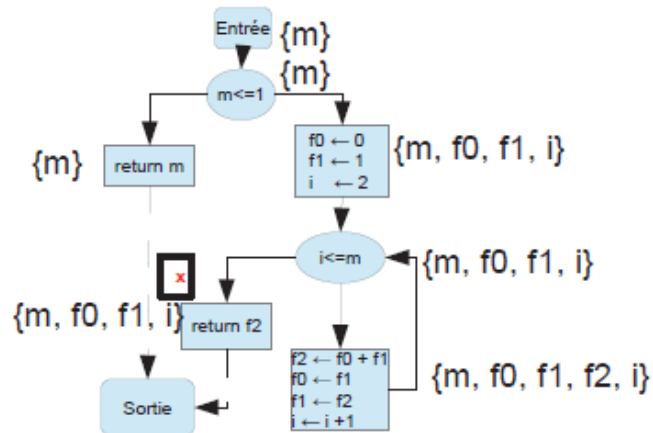 Entrée
{m}
{m}
m<=1
f0 ← 0
f1 ← 1
i ← 2
{m, f0, f1, i}
{m}
return m
i<=m
{m, f0, f1, i}
x
{m, f0, f1, i}
return f2
f2 ← f0 + f1
f0 ← f1
f1 ← f2
i ← i +1
{m, f0, f1, f2, i}
Sortie